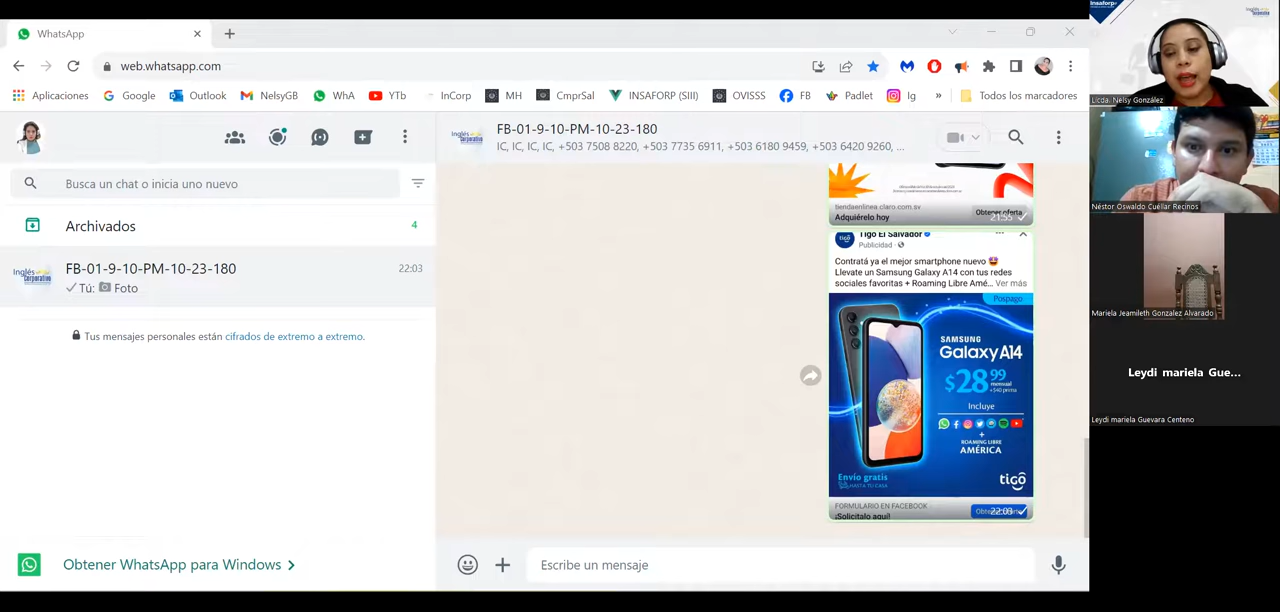 WhatsApp
web.whatsapp.com
Aplicaciones
Google
Outlook
NelsyGB
WhA
YTb
InCorp
MH
CmprSal
INSAFORP (SIII)
OVISSS
FB
Padlet
Ig
»
Todos los marcadores
FB-01-9-10-PM-10-23-180
IC, IC, IC, IC, +503 7508 8220, +503 7735 6911, +503 6180 9459, +503 6420 9260, ...
Busca un chat o inicia uno nuevo
Archivados
4
FB-01-9-10-PM-10-23-180
22:03
Tú: Foto
Tus mensajes personales están cifrados de extremo a extremo.
Obtener WhatsApp para Windows
tiendaenlinea.claro.com.sv
Adquiérelo hoy
Obtener oferta
21:55
Tigo El Salvador
Publicidad
Contratá ya el mejor smartphone nuevo
Llevate un Samsung Galaxy A14 con tus redes
sociales favoritas + Roaming Libre Amé... Ver más
Pospago
SAMSUNG
Galaxy A14
$28.99
mensual
Incluye
+
ROAMING LIBRE
AMÉRICA
Envío gratis
HASTA TU CASA
tigo
FORMULARIO EN FACEBOOK
¡Solicitalo aquí!
22:03
Escribe un mensaje
Insaforp
Inglés
Corporativo
Licda. Nelsy González
Néstor Oswaldo Cuéllar Recinos
Mariela Jeamileth Gonzalez Alvarado
Leydi mariela Gue...
Leydi mariela Guevara Centeno